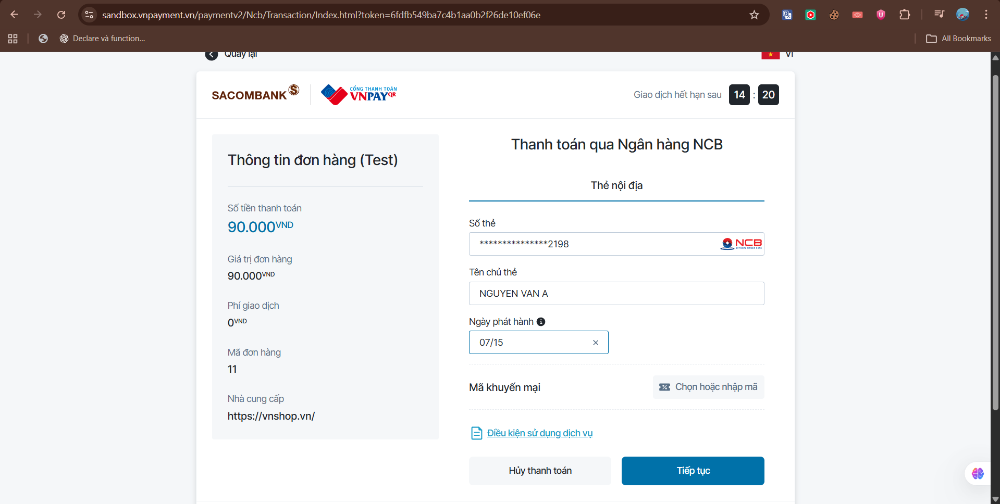 sandbox.vnpayment.vn/paymentv2/Ncb/Transaction/Index.html?token=6fdfb549ba7c4b1aa0b2f26de10ef06e
Declare và function...
All Bookmarks
Quay lại
VI
SACOMBANK
CỔNG THANH TOÁN
VNPAYQR
Giao dịch hết hạn sau 14 : 20
Thông tin đơn hàng (Test)
Số tiền thanh toán
90.000VND
Giá trị đơn hàng
90.000VND
Phí giao dịch
0VND
Mã đơn hàng
11
Nhà cung cấp
https://vnshop.vn/
Thanh toán qua Ngân hàng NCB
Thẻ nội địa
Số thẻ
***************2198
NCB
NATIONAL CITIZEN BANK
Tên chủ thẻ
NGUYEN VAN A
Ngày phát hành
07/15
Mã khuyến mại
Chọn hoặc nhập mã
Điều kiện sử dụng dịch vụ
Hủy thanh toán
Tiếp tục